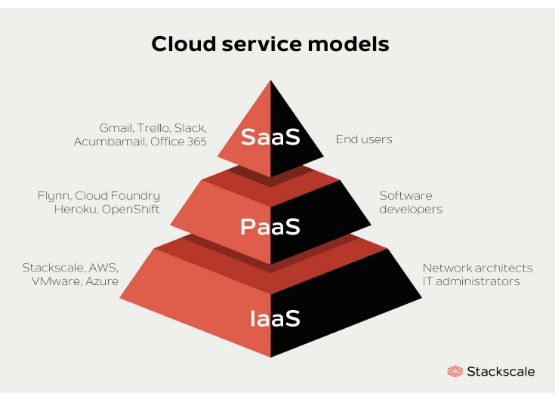 Cloud service models
Gmail, Trello, Slack,
Acumbamail, Office 365
SaaS
End users
Flynn, Cloud Foundry
Heroku, OpenShift
PaaS
Software
developers
Stackscale, AWS,
VMware, Azure
IaaS
Network architects
IT administrators
Stackscale